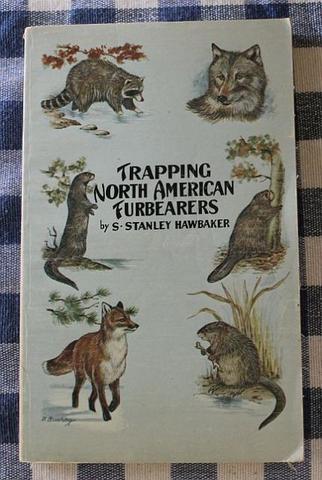 TRAPPING
NORTH AMERICAN
FURBEARERS
by S. STANLEY HAWBAKER